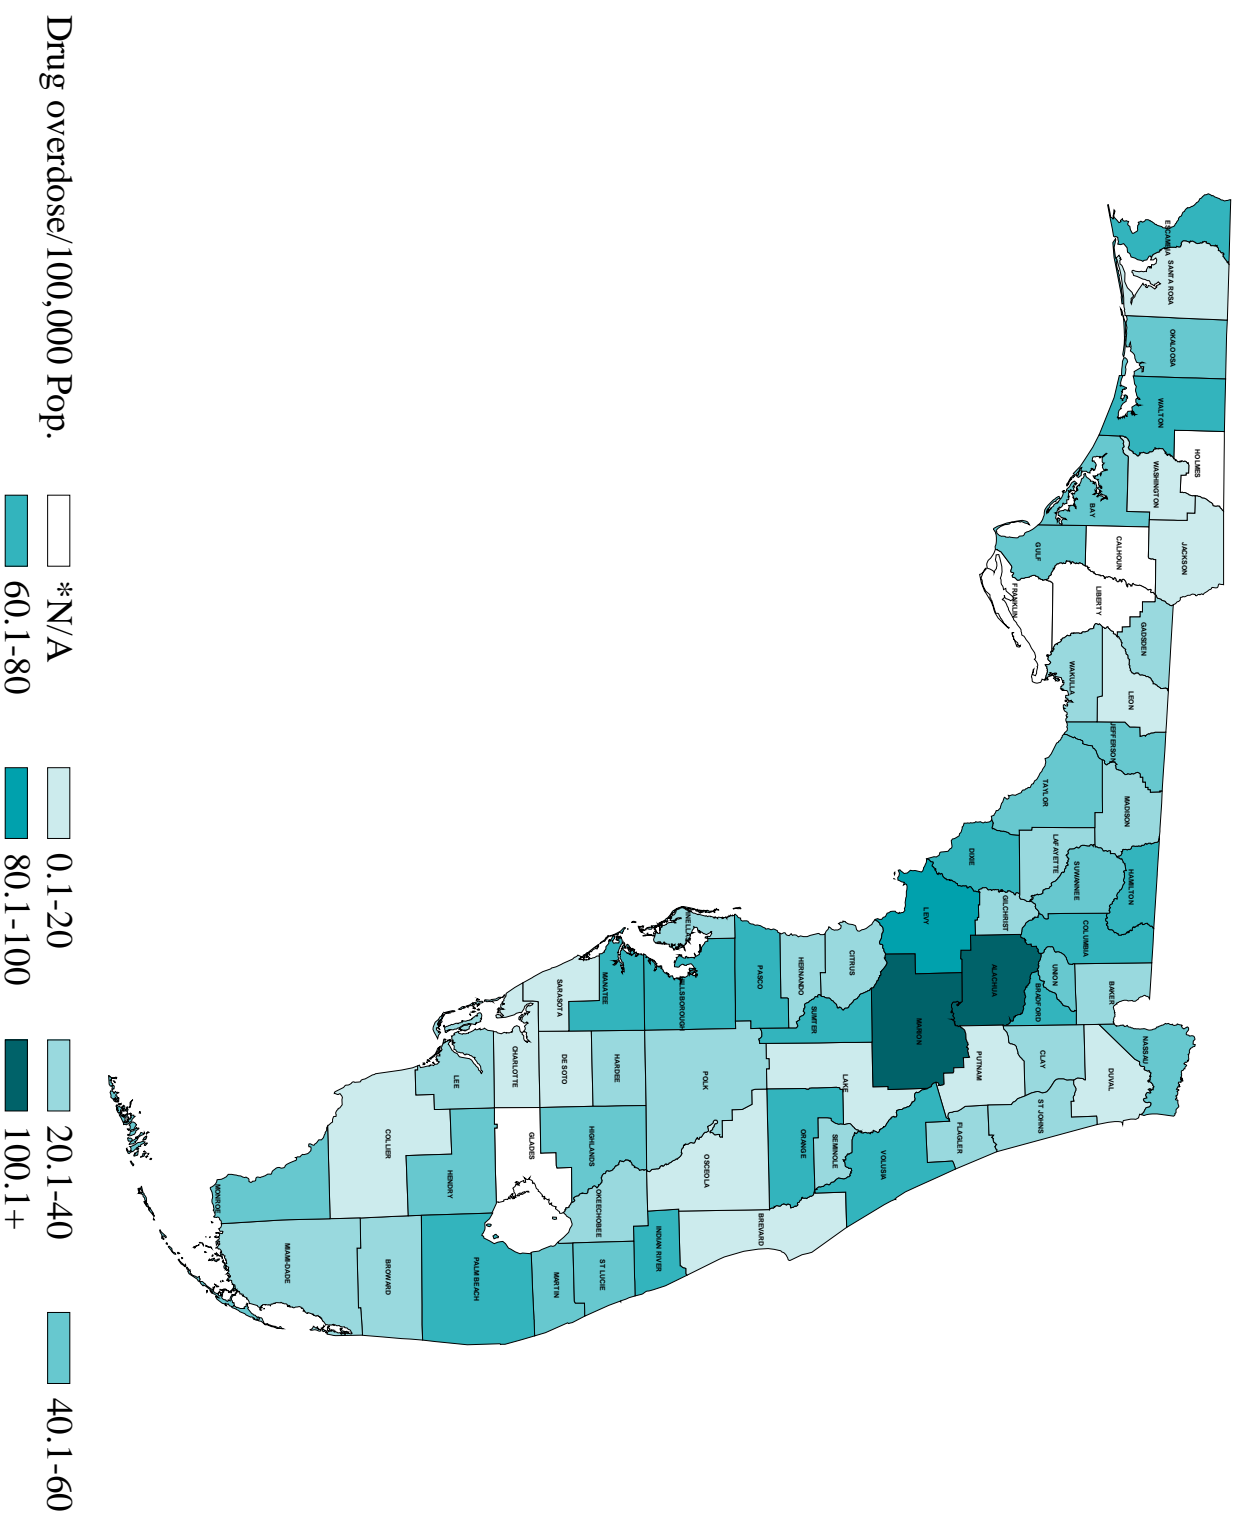 ESCAMBIA
SANTA ROSA
OKALOOSA
WALTON
HOLMES
WASHINGTON
BAY
JACKSON
CALHOUN
GULF
LIBERTY
FRANKLIN
GADSDEN
LEON
WAKULLA
JEFFERSON
MADISON
TAYLOR
HAMILTON
SUWANNEE
LAFAYETTE
DIXIE
COLUMBIA
GILCHRIST
LEVY
BAKER
UNION
BRADFORD
ALACHUA
MARION
NASSAU
DUVAL
CLAY
ST JOHNS
PUTNAM
FLAGLER
VOLUSIA
CITRUS
SUMTER
LAKE
HERNANDO
PASCO
SEMINOLE
ORANGE
BREVARD
OSCEOLA
POLK
HILLSBOROUGH
MANATEE
HARDEE
HIGHLANDS
INDIAN RIVER
OKEECHOBEE
ST LUCIE
SARASOTA
DE SOTO
MARTIN
CHARLOTTE
GLADES
LEE
HENDRY
PALM BEACH
COLLIER
BROWARD
MONROE
MIAMI-DADE
Drug overdose/100,000 Pop.
*N/A 0.1-20 20.1-40 40.1-60
60.1-80 80.1-100 100.1+